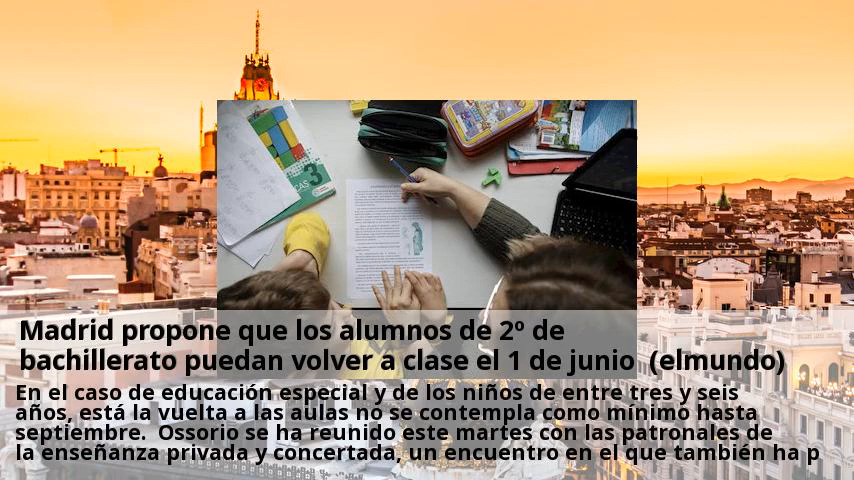 CAS 3
Madrid propone que los alumnos de 2º de
bachillerato puedan volver a clase el 1 de junio (elmundo)
En el caso de educación especial y de los niños de entre tres y seis
años, está la vuelta a las aulas no se contempla como mínimo hasta
septiembre. Ossorio se ha reunido este martes con las patronales de
la enseñanza privada y concertada, un encuentro en el que también ha p